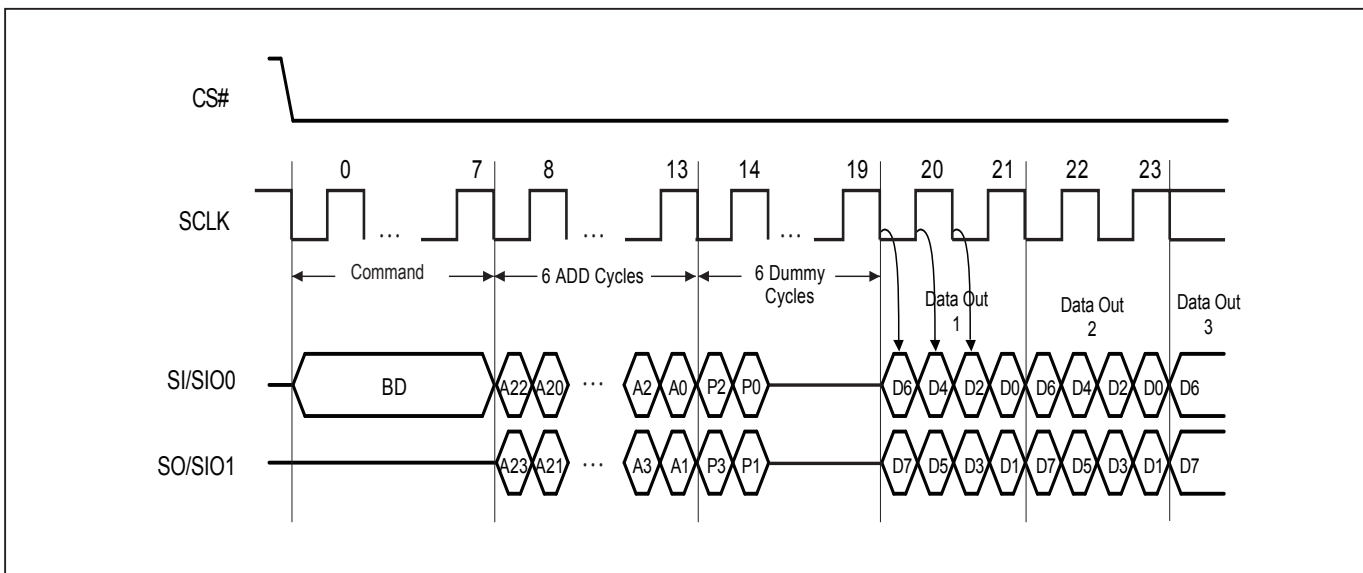 CS#
0 7 8 13 14 19 20 21 22 23
SCLK
... ... ...
Command 6 ADD Cycles 6 Dummy
Cycles
Data Out
1
Data Out
2
Data Out
3
SI/SIO0 BD A22 A20 ... A2 A0 P2 P0 D6 D4 D2 D0 D6 D4 D2 D0 D6
SO/SIO1 A23 A21 ... A3 A1 P3 P1 D7 D5 D3 D1 D7 D5 D3 D1 D7